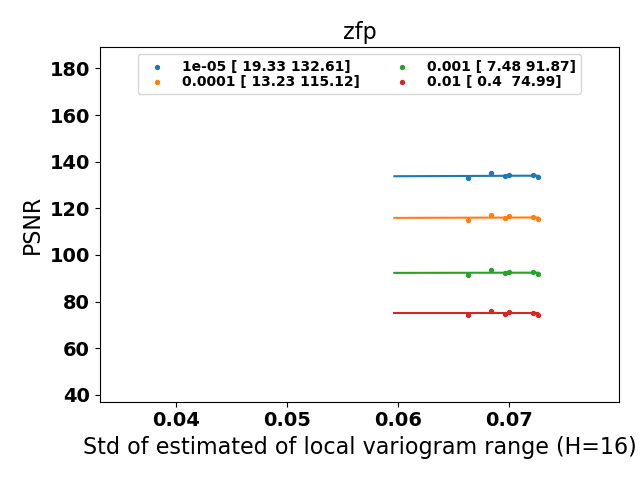 zfp
1e-05 [ 19.33 132.61]
0.0001 [ 13.23 115.12]
0.001 [ 7.48 91.87]
0.01 [ 0.4  74.99]
180
160
140
120
100
80
60
40
PSNR
0.04 0.05 0.06 0.07
Std of estimated of local variogram range (H=16)